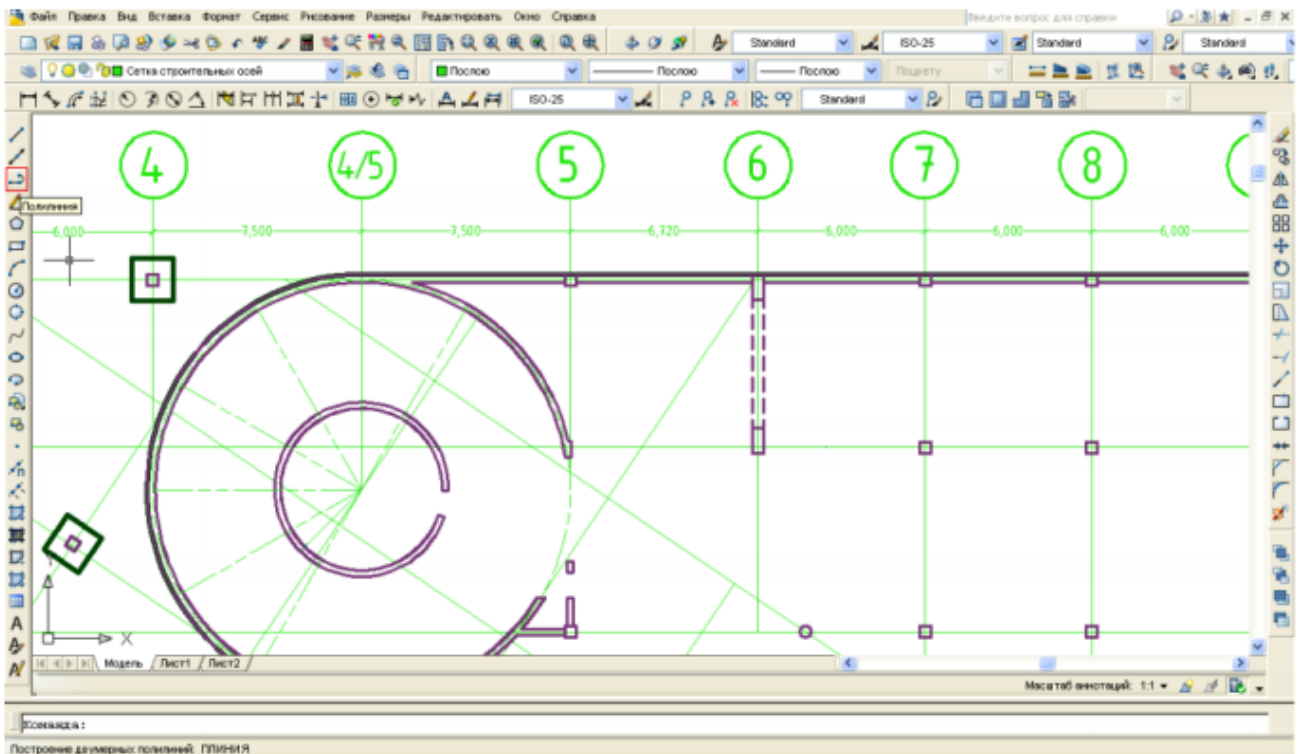 Файл Правка Вид Вставка Формат Сервис Рисование Размеры Редактировать Окно Справка Введите вопрос для справки
Standard ISO-25 Standard Standard
Сетка строительных осей Послою Послою Послою Поцвету
ISO-25 Standard
4 4/5 5 6 7 8
Полилиния
6,000 7,500 7,500 6,720 6,000 6,000 6,000
Y
X
Модель Лист1 Лист2
Масштаб аннотаций: 1:1
Команда:
Построение двумерных полилиний: ПЛИНИЯ